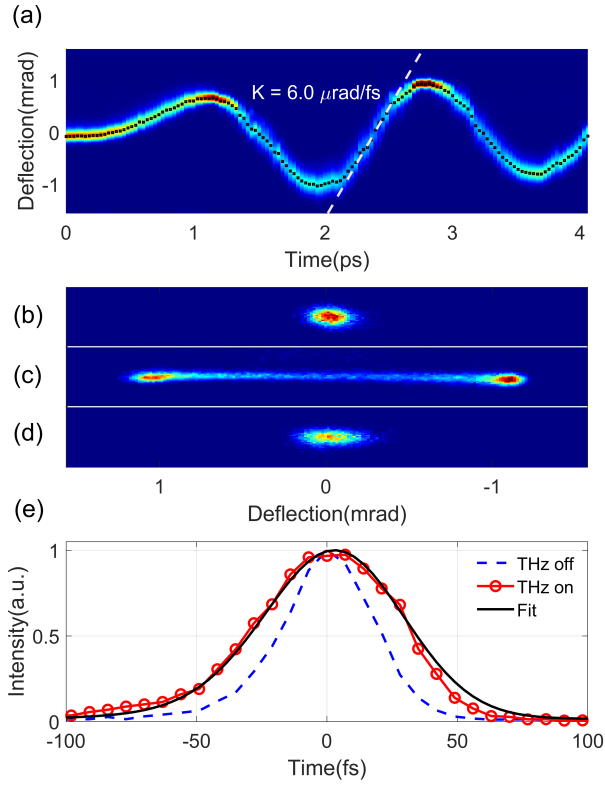 (a)
Deflection(mrad)
1
0
-1
K = 6.0 μrad/fs
0 1 2 3 4
Time(ps)
(b)
(c)
(d)
1 0 -1
Deflection(mrad)
(e)
Intensity(a.u.)
1
0.5
0
THz off
THz on
Fit
-100 -50 0 50 100
Time(fs)